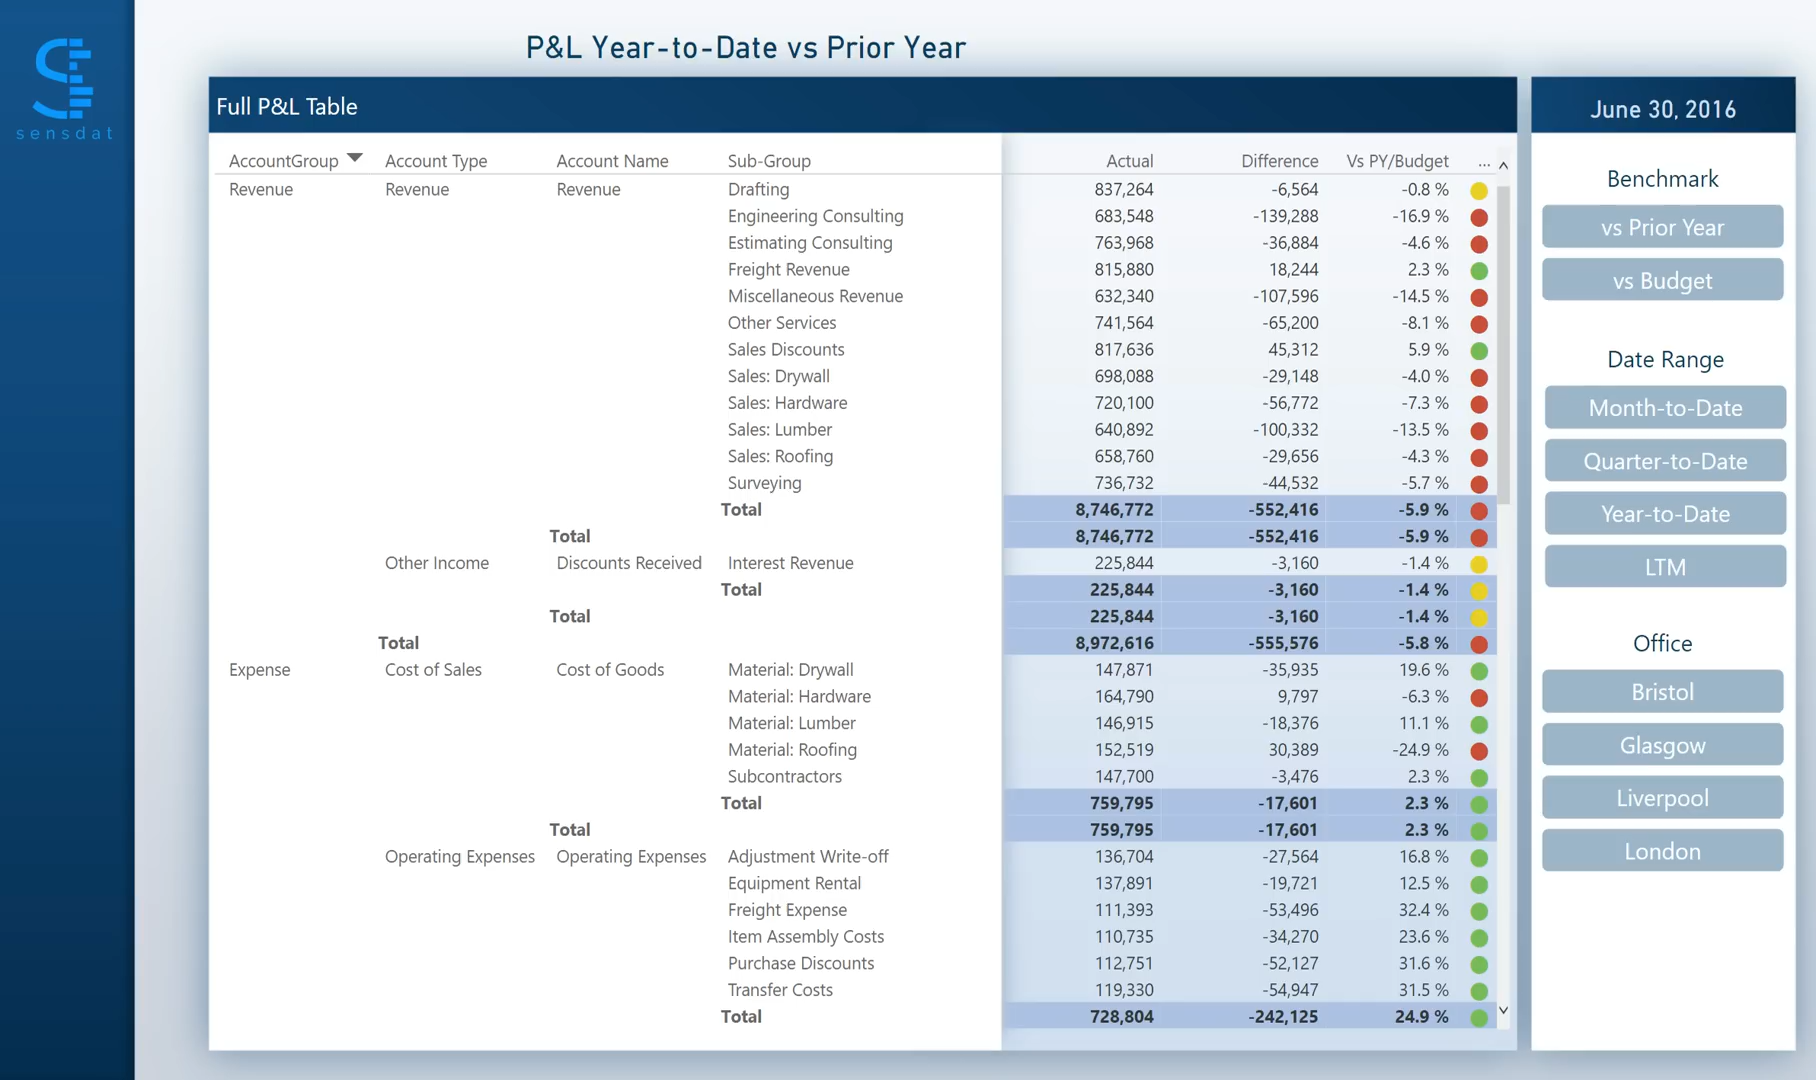 sensdat
P&L Year-to-Date vs Prior Year
Full P&L Table
AccountGroup Account Type Account Name Sub-Group Actual Difference Vs PY/Budget ...
Revenue Revenue Revenue Drafting 837,264 -6,564 -0.8 %
Engineering Consulting 683,548 -139,288 -16.9 %
Estimating Consulting 763,968 -36,884 -4.6 %
Freight Revenue 815,880 18,244 2.3 %
Miscellaneous Revenue 632,340 -107,596 -14.5 %
Other Services 741,564 -65,200 -8.1 %
Sales Discounts 817,636 45,312 5.9 %
Sales: Drywall 698,088 -29,148 -4.0 %
Sales: Hardware 720,100 -56,772 -7.3 %
Sales: Lumber 640,892 -100,332 -13.5 %
Sales: Roofing 658,760 -29,656 -4.3 %
Surveying 736,732 -44,532 -5.7 %
Total 8,746,772 -552,416 -5.9 %
Total 8,746,772 -552,416 -5.9 %
Other Income Discounts Received Interest Revenue 225,844 -3,160 -1.4 %
Total 225,844 -3,160 -1.4 %
Total 225,844 -3,160 -1.4 %
Total 8,972,616 -555,576 -5.8 %
Expense Cost of Sales Cost of Goods Material: Drywall 147,871 -35,935 19.6 %
Material: Hardware 164,790 9,797 -6.3 %
Material: Lumber 146,915 -18,376 11.1 %
Material: Roofing 152,519 30,389 -24.9 %
Subcontractors 147,700 -3,476 2.3 %
Total 759,795 -17,601 2.3 %
Total 759,795 -17,601 2.3 %
Operating Expenses Operating Expenses Adjustment Write-off 136,704 -27,564 16.8 %
Equipment Rental 137,891 -19,721 12.5 %
Freight Expense 111,393 -53,496 32.4 %
Item Assembly Costs 110,735 -34,270 23.6 %
Purchase Discounts 112,751 -52,127 31.6 %
Transfer Costs 119,330 -54,947 31.5 %
Total 728,804 -242,125 24.9 %
June 30, 2016
Benchmark
vs Prior Year
vs Budget
Date Range
Month-to-Date
Quarter-to-Date
Year-to-Date
LTM
Office
Bristol
Glasgow
Liverpool
London